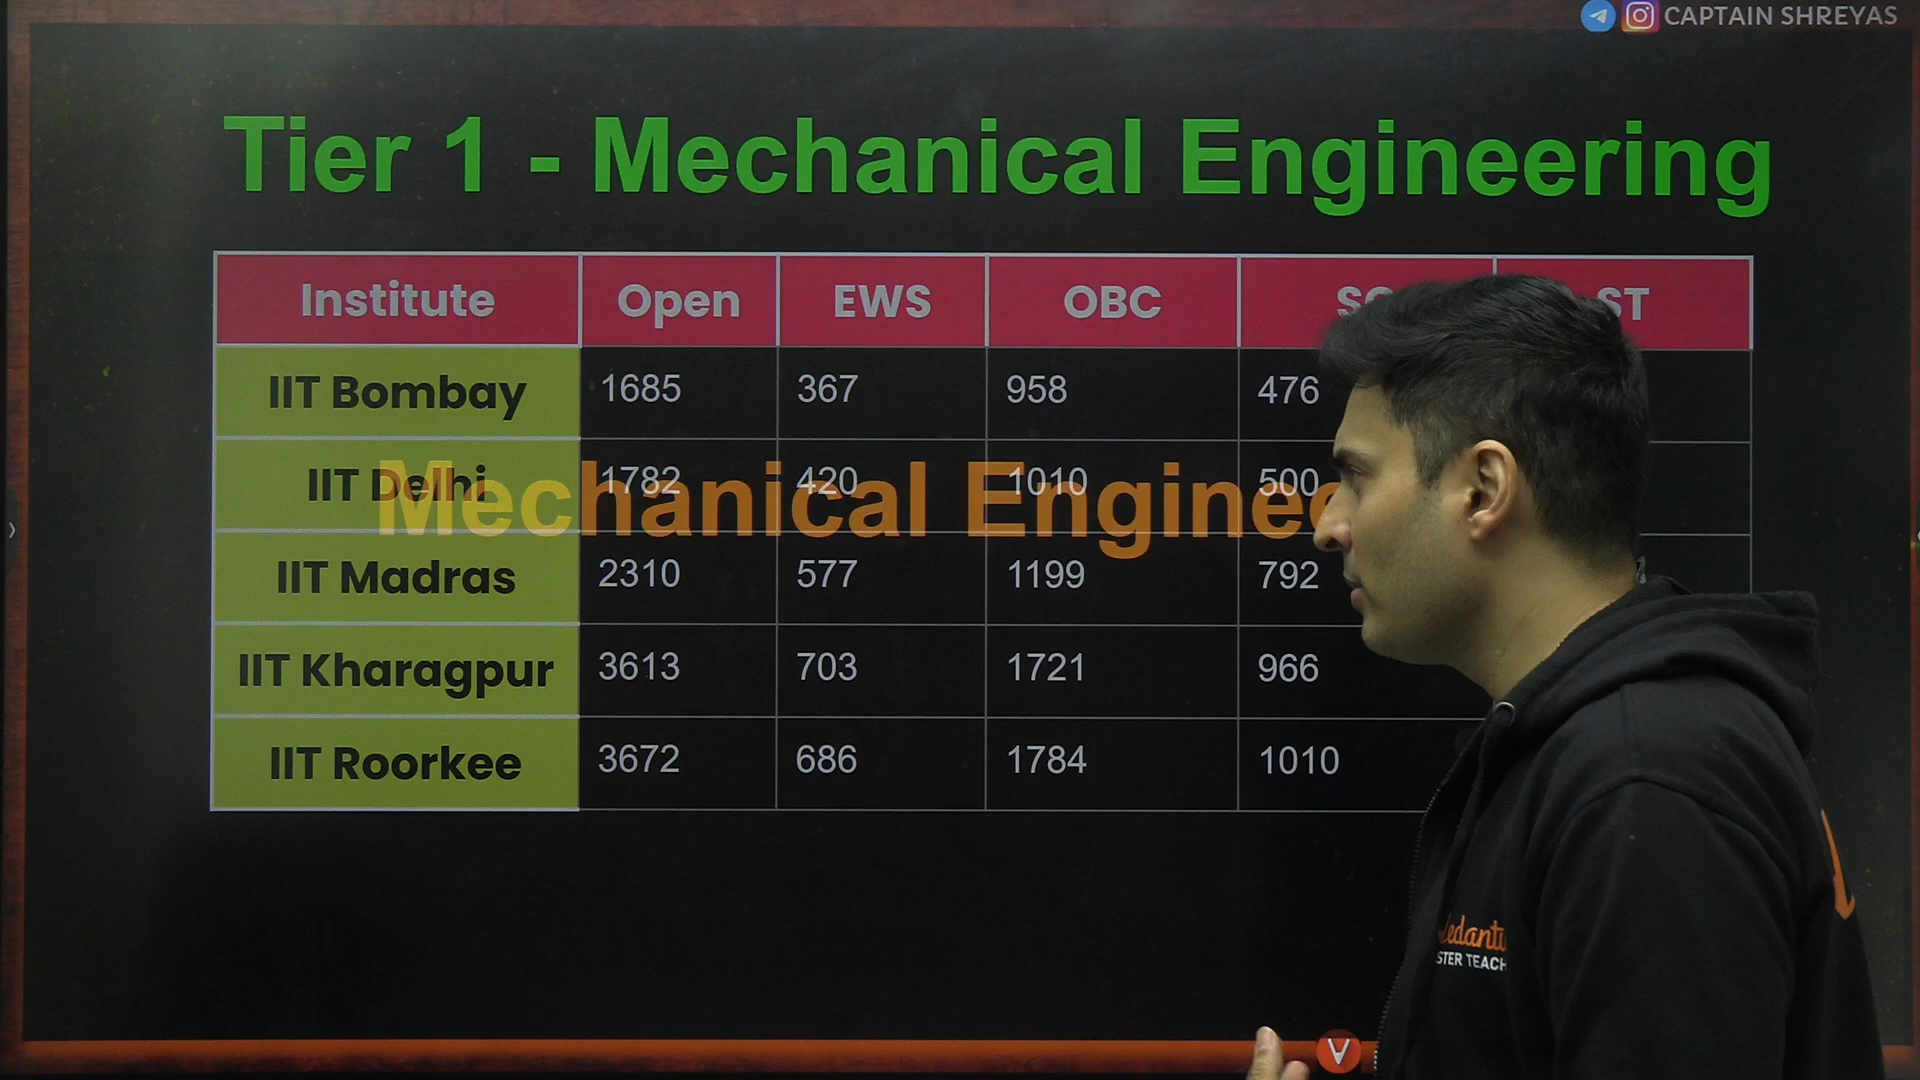 CAPTAIN SHREYAS
Tier 1 - Mechanical Engineering
Institute Open EWS OBC ST
IIT Bombay 1685 367 958 476
IIT Delhi 1782 420 1010 500
Mechanical
IIT Madras 2310 577 1199 792
IIT Kharagpur 3613 703 1721 966
IIT Roorkee 3672 686 1784 1010
V